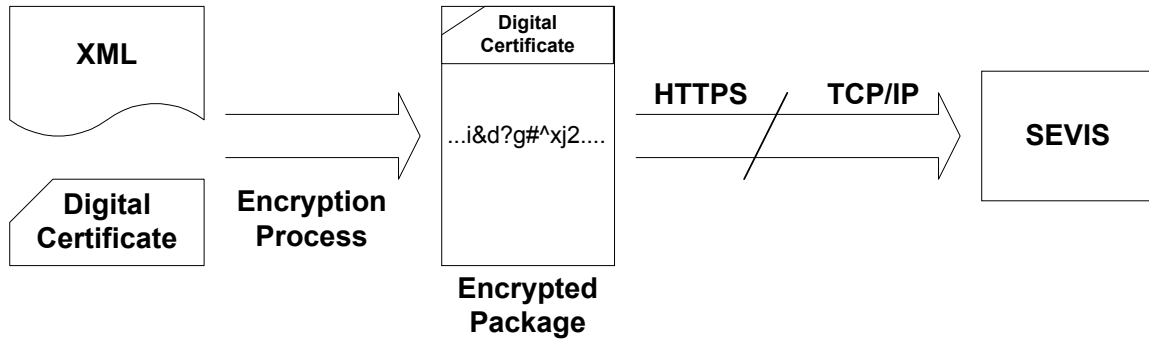 XML
Digital
Certificate
Encryption
Process
Digital
Certificate
...i&d?g#^xj2....
Encrypted
Package
HTTPS
TCP/IP
SEVIS